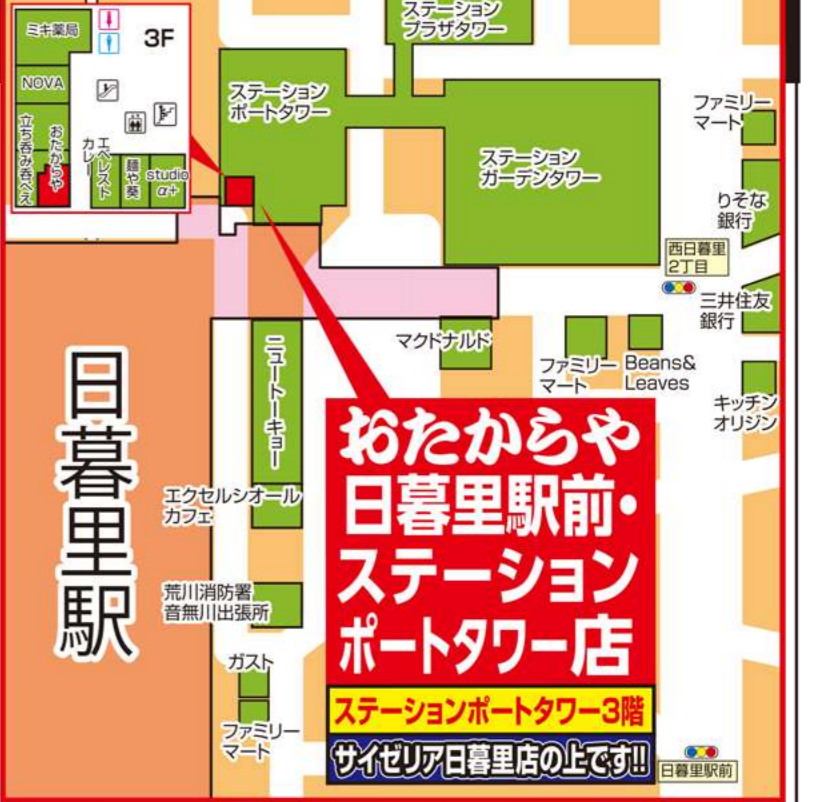 ミキ薬局
3F
NOVA
立ち呑み呑べえ
おたからや
エベレスト
カレー
麺や葵
studio
α+
ステーション
プラザタワー
ステーション
ポートタワー
ステーション
ガーデンタワー
ファミリー
マート
りそな
銀行
西日暮里
2丁目
三井住友
銀行
キッチン
オリジン
マクドナルド
ファミリー
マート
Beans&
Leaves
ニュートーキョー
日暮里駅
エクセルシオール
カフェ
荒川消防署
音無川出張所
ガスト
ファミリー
マート
おたからや
日暮里駅前・
ステーション
ポートタワー店
ステーションポートタワー3階
サイゼリア日暮里店の上です!!
日暮里駅前